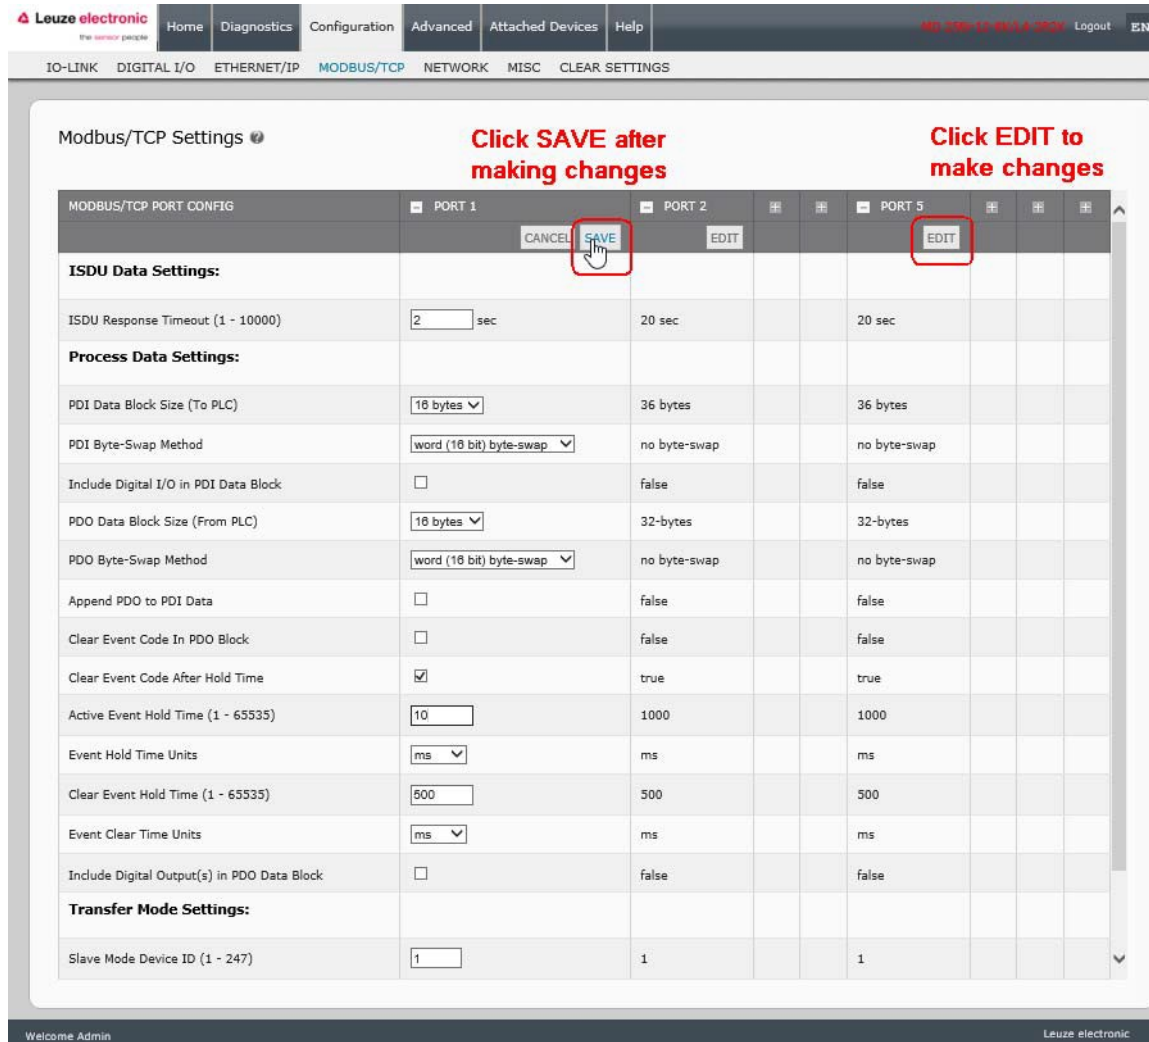 Leuze electronic
the sensor people
Home Diagnostics Configuration Advanced Attached Devices Help
Logout EN
IO-LINK DIGITAL I/O ETHERNET/IP MODBUS/TCP NETWORK MISC CLEAR SETTINGS
Modbus/TCP Settings
Click SAVE after
making changes
Click EDIT to
make changes
MODBUS/TCP PORT CONFIG PORT 1 PORT 2 PORT 5
CANCEL SAVE EDIT EDIT
ISDU Data Settings:
ISDU Response Timeout (1 - 10000) 2 sec 20 sec 20 sec
Process Data Settings:
PDI Data Block Size (To PLC) 16 bytes 36 bytes 36 bytes
PDI Byte-Swap Method word (16 bit) byte-swap no byte-swap no byte-swap
Include Digital I/O in PDI Data Block false false
PDO Data Block Size (From PLC) 16 bytes 32-bytes 32-bytes
PDO Byte-Swap Method word (16 bit) byte-swap no byte-swap no byte-swap
Append PDO to PDI Data false false
Clear Event Code In PDO Block false false
Clear Event Code After Hold Time true true
Active Event Hold Time (1 - 65535) 10 1000 1000
Event Hold Time Units ms ms ms
Clear Event Hold Time (1 - 65535) 500 500 500
Event Clear Time Units ms ms ms
Include Digital Output(s) in PDO Data Block false false
Transfer Mode Settings:
Slave Mode Device ID (1 - 247) 1 1 1
Welcome Admin
Leuze electronic